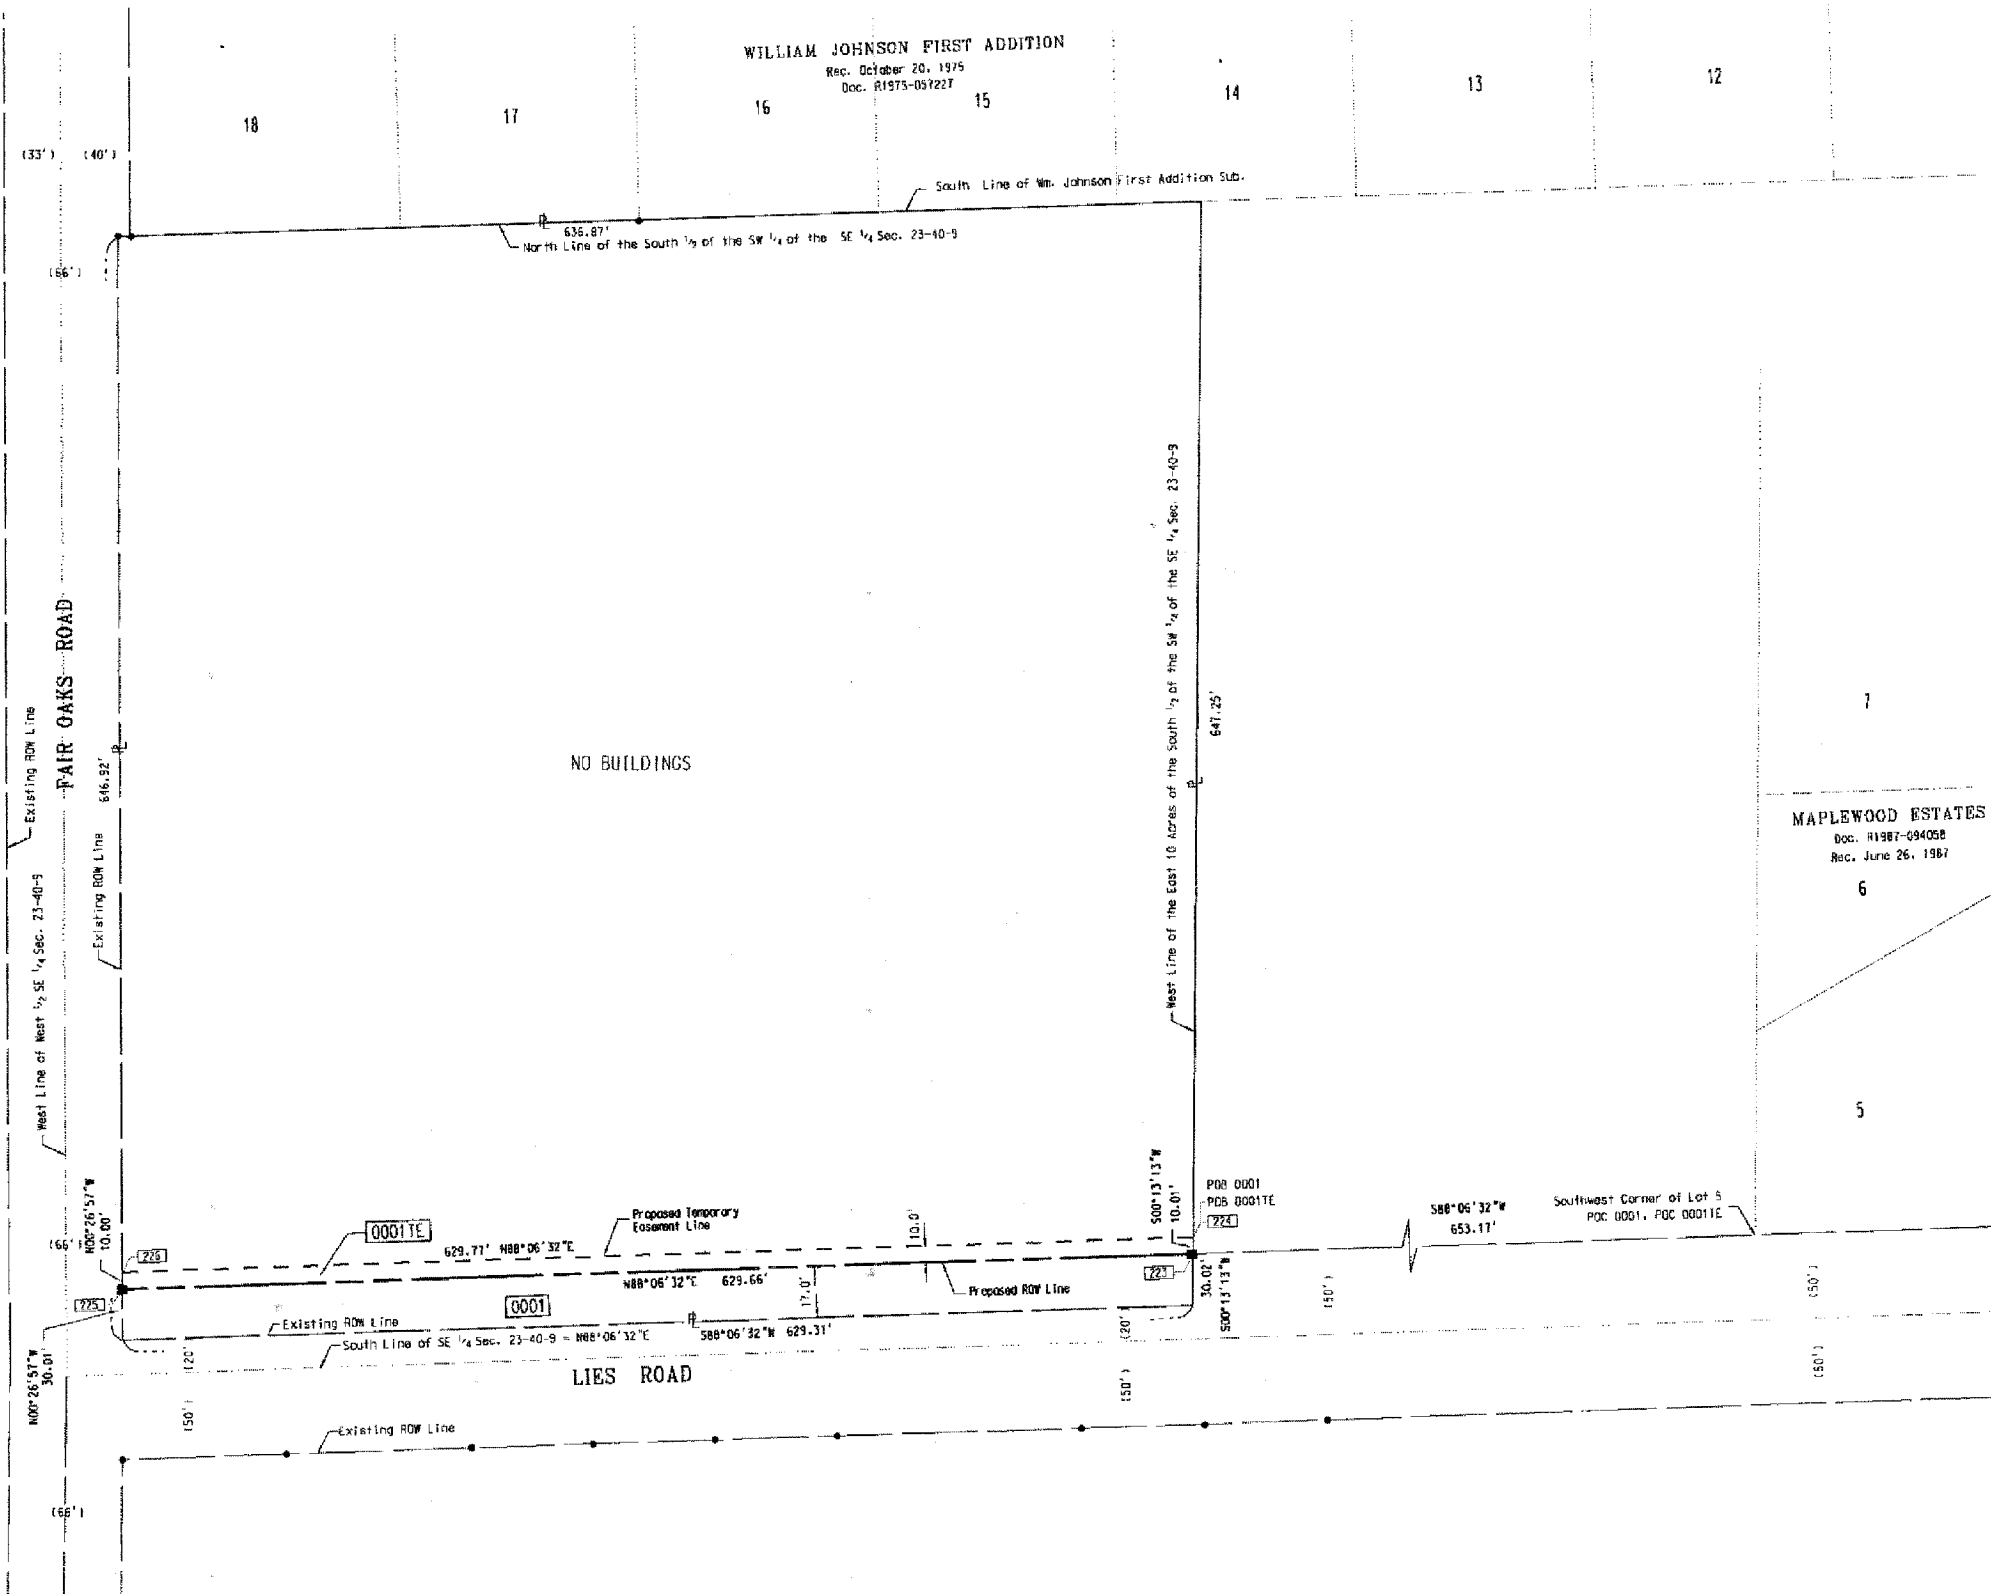 WILLIAM JOHNSON FIRST ADDITION
Rec. October 20, 1975
Doc. R1975-057227
18
17
16
15
14
13
12
(33')
(40')
South Line of Wm. Johnson First Addition Sub.
636.87'
North Line of the South 1/2 of the SW 1/4 of the SE 1/4 Sec. 23-40-9
(66')
West Line of the East 10 Acres of the South 1/2 of the SW 1/4 of the SE 1/4 Sec. 23-40-9
647.25'
FAIR OAKS ROAD
Existing ROW Line
646.92'
Existing ROW Line
West Line of West 1/2 SE 1/4 Sec. 23-40-9
NO BUILDINGS
7
MAPLEWOOD ESTATES
Doc. R1987-094058
Rec. June 26, 1987
6
5
N00°26'57"W
10.00'
(66')
226
225
0001TE
629.77' N88°06'32"E
Proposed Temporary
Easement Line
10.0'
S00°13'13"W
10.01'
POB 0001
POB 0001TE
224
S88°06'32"W
653.17'
Southwest Corner of Lot 5
POC 0001, POC 0001TE
N88°06'32"E 629.66'
17.0'
Proposed ROW Line
223
30.02'
S00°13'13"W
(50')
(50')
0001
Existing ROW Line
S88°06'32"W 629.31'
(20')
South Line of SE 1/4 Sec. 23-40-9 = N88°06'32"E
(20')
LIES ROAD
N00°26'57"W
30.01'
(50')
(50')
(50')
Existing ROW Line
(66')